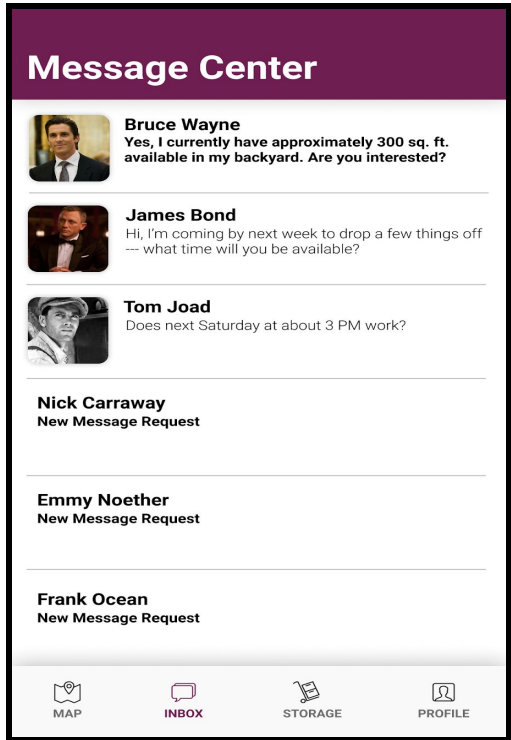 Message Center
Bruce Wayne
Yes, I currently have approximately 300 sq. ft.
available in my backyard. Are you interested?
James Bond
Hi, I'm coming by next week to drop a few things off
--- what time will you be available?
Tom Joad
Does next Saturday at about 3 PM work?
Nick Carraway
New Message Request
Emmy Noether
New Message Request
Frank Ocean
New Message Request
MAP INBOX STORAGE PROFILE